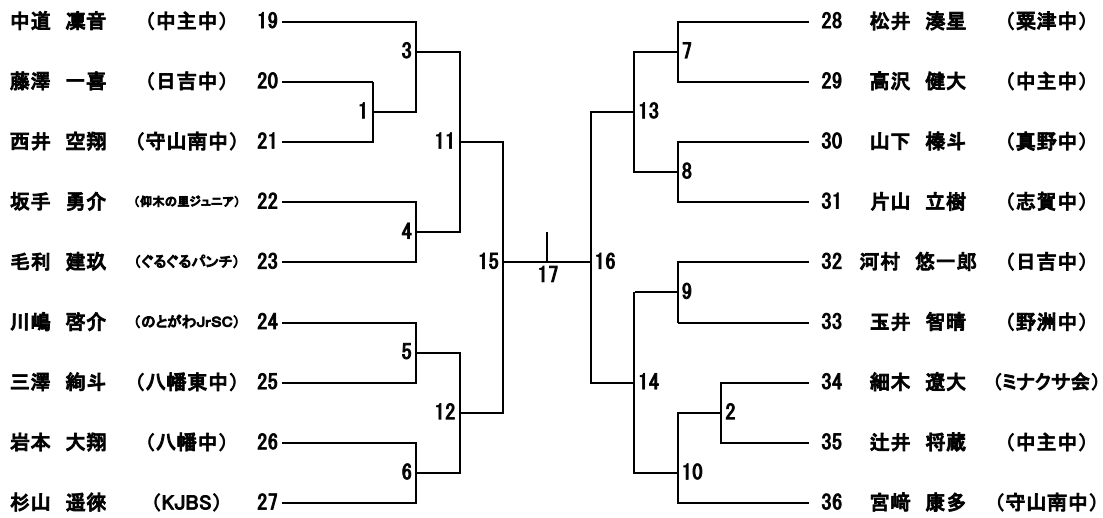 中道 凜音 （中主中） 19
藤澤 一喜 （日吉中） 20
西井 空翔 （守山南中） 21
坂手 勇介 （仰木の里ジュニア） 22
毛利 建玖 （ぐるぐるパンチ） 23
川嶋 啓介 （のとがわJrSC） 24
三澤 絢斗 （八幡東中） 25
岩本 大翔 （八幡中） 26
杉山 遥徠 （KJBS） 27
3
1
11
4
15
5
12
6
17
7
13
8
16
9
14
2
10
28 松井 湊星 （粟津中）
29 高沢 健大 （中主中）
30 山下 榛斗 （真野中）
31 片山 立樹 （志賀中）
32 河村 悠一郎 （日吉中）
33 玉井 智晴 （野洲中）
34 細木 遼大 （ミナクサ会）
35 辻井 将蔵 （中主中）
36 宮﨑 康多 （守山南中）